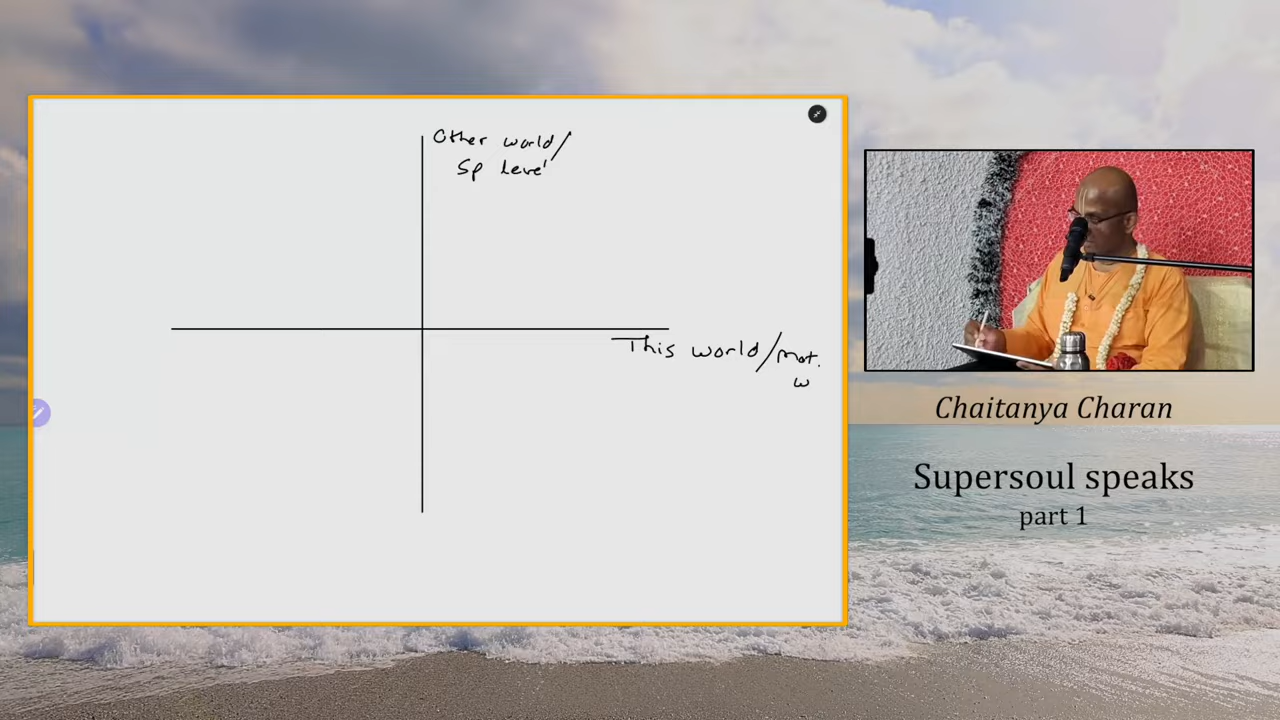 Other world/
Sp level
This world/mat.
w
Chaitanya Charan
Supersoul speaks
part 1